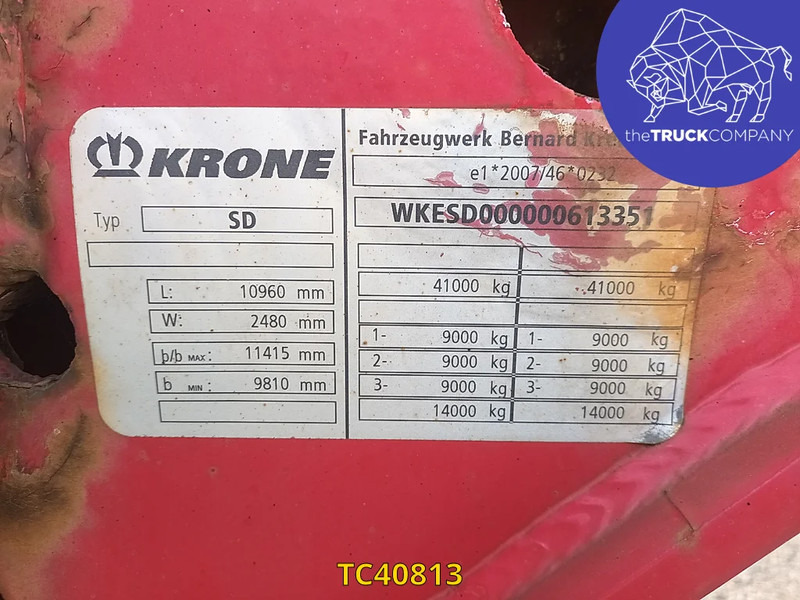 theTRUCKCOMPANY
KRONE
Typ SD
L: 10960 mm
W: 2480 mm
þ/þ MAX: 11415 mm
þ MIN: 9810 mm
Fahrzeugwerk Bernard
e1*2007/46*0232
WKESD000000613351
41000 kg 41000 kg
1- 9000 kg 1- 9000 kg
2- 9000 kg 2- 9000 kg
3- 9000 kg 3- 9000 kg
14000 kg 14000 kg
TC40813